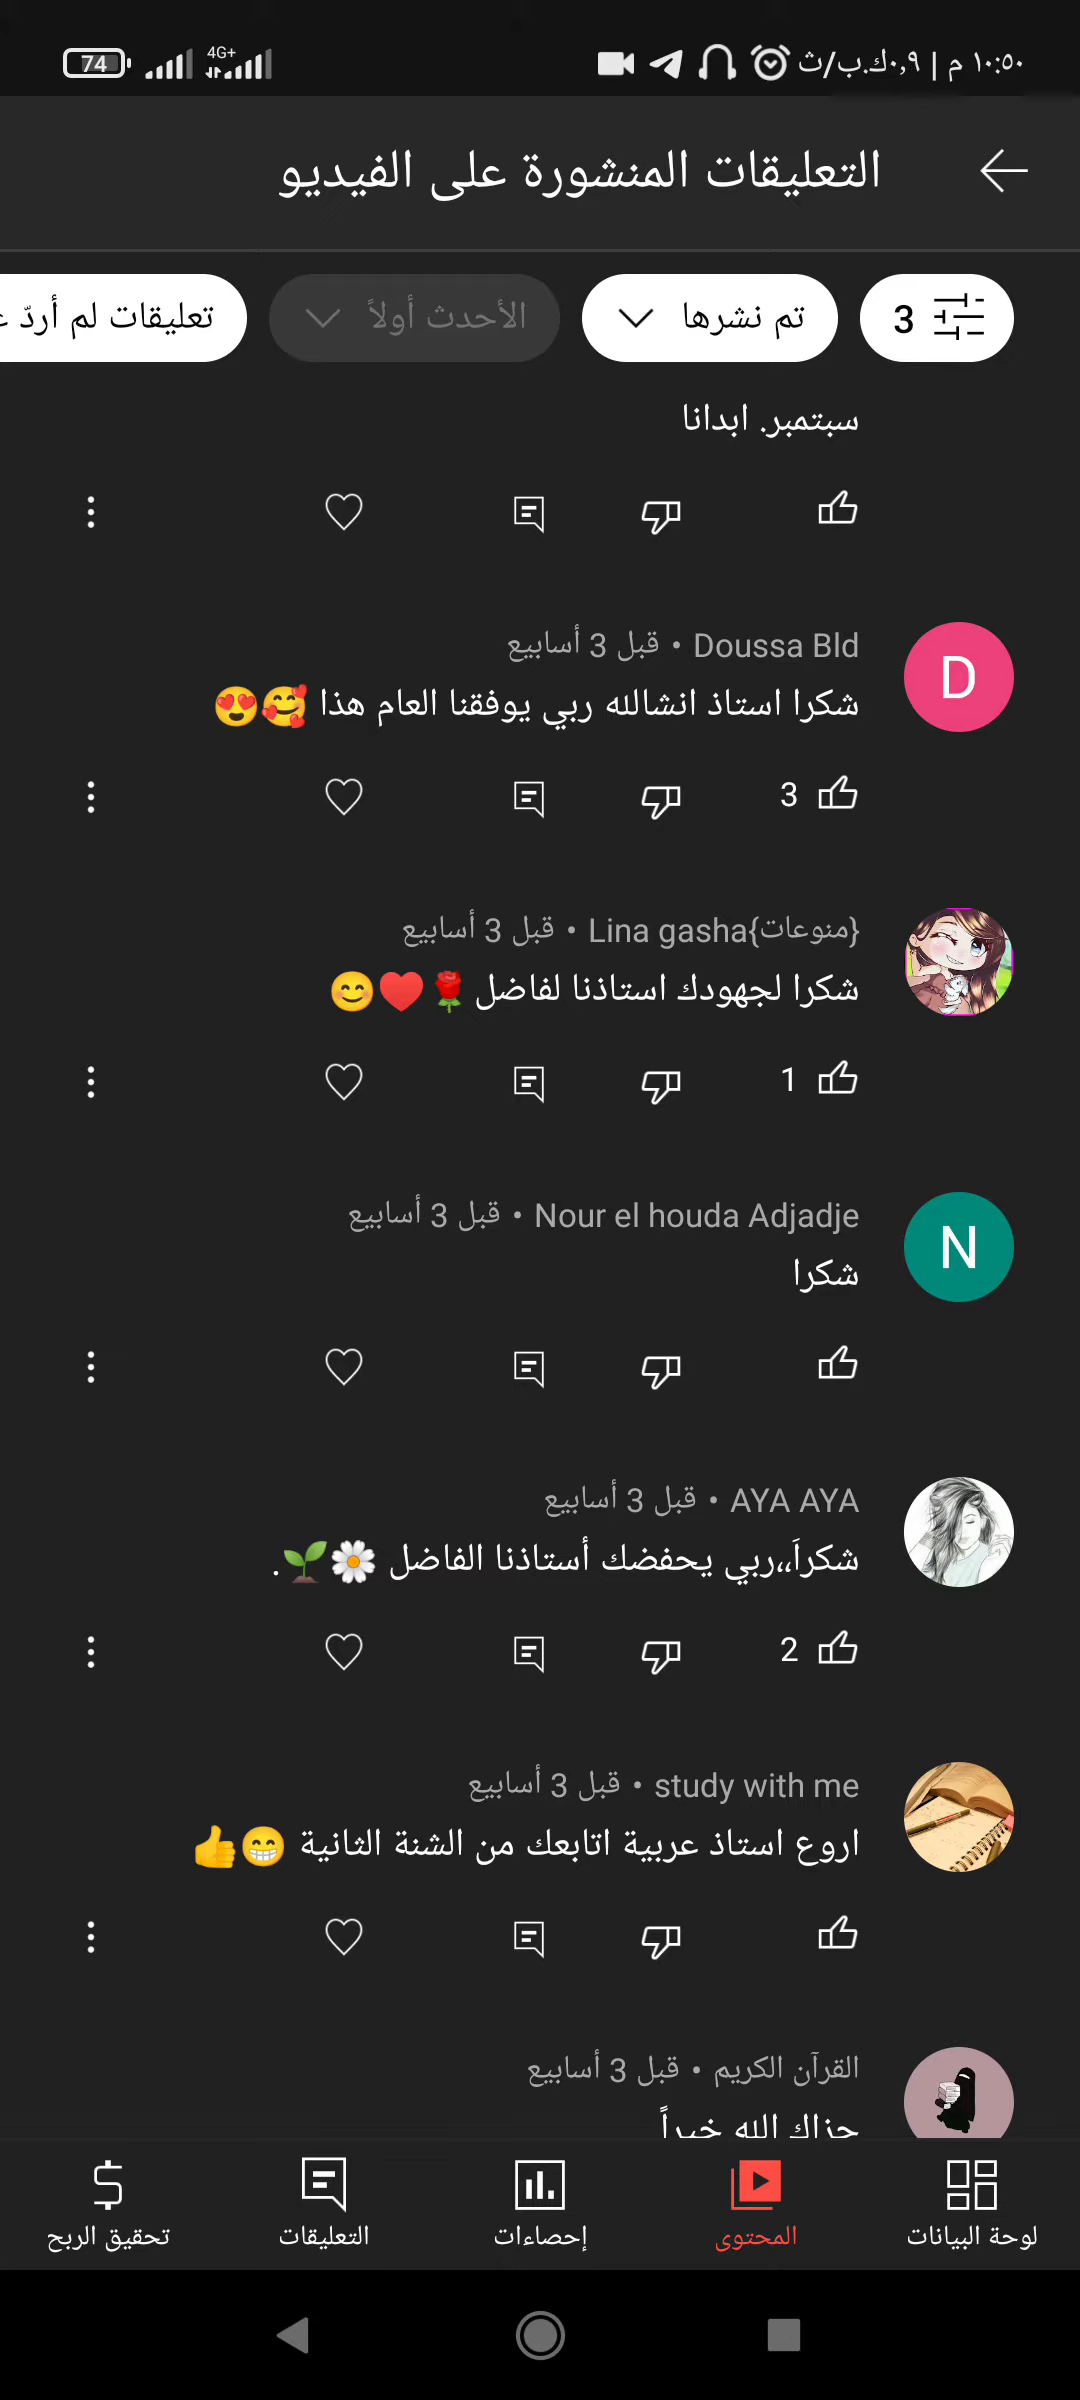 74 4G+ ١٠:٥٠ م | ٠,٩ك.ب/ث
التعليقات المنشورة على الفيديو
3 تم نشرها الأحدث أولاً تعليقات لم أردّ
سبتمبر. ابدانا
Doussa Bld • قبل 3 أسابيع
D
شكرا استاذ انشالله ربي يوفقنا العام هذا 🥰😍
3
{منوعات}Lina gasha • قبل 3 أسابيع
شكرا لجهودك استاذنا لفاضل 🌹♥️😊
1
Nour el houda Adjadje • قبل 3 أسابيع
N
شكرا
AYA AYA • قبل 3 أسابيع
شكراَ،،ربي يحفضك أستاذنا الفاضل 🌼🌱.
2
study with me • قبل 3 أسابيع
اروع استاذ عربية اتابعك من الشنة الثانية 😁👍
القرآن الكريم • قبل 3 أسابيع
جزاك الله خيراً
لوحة البيانات المحتوى إحصاءات التعليقات تحقيق الربح